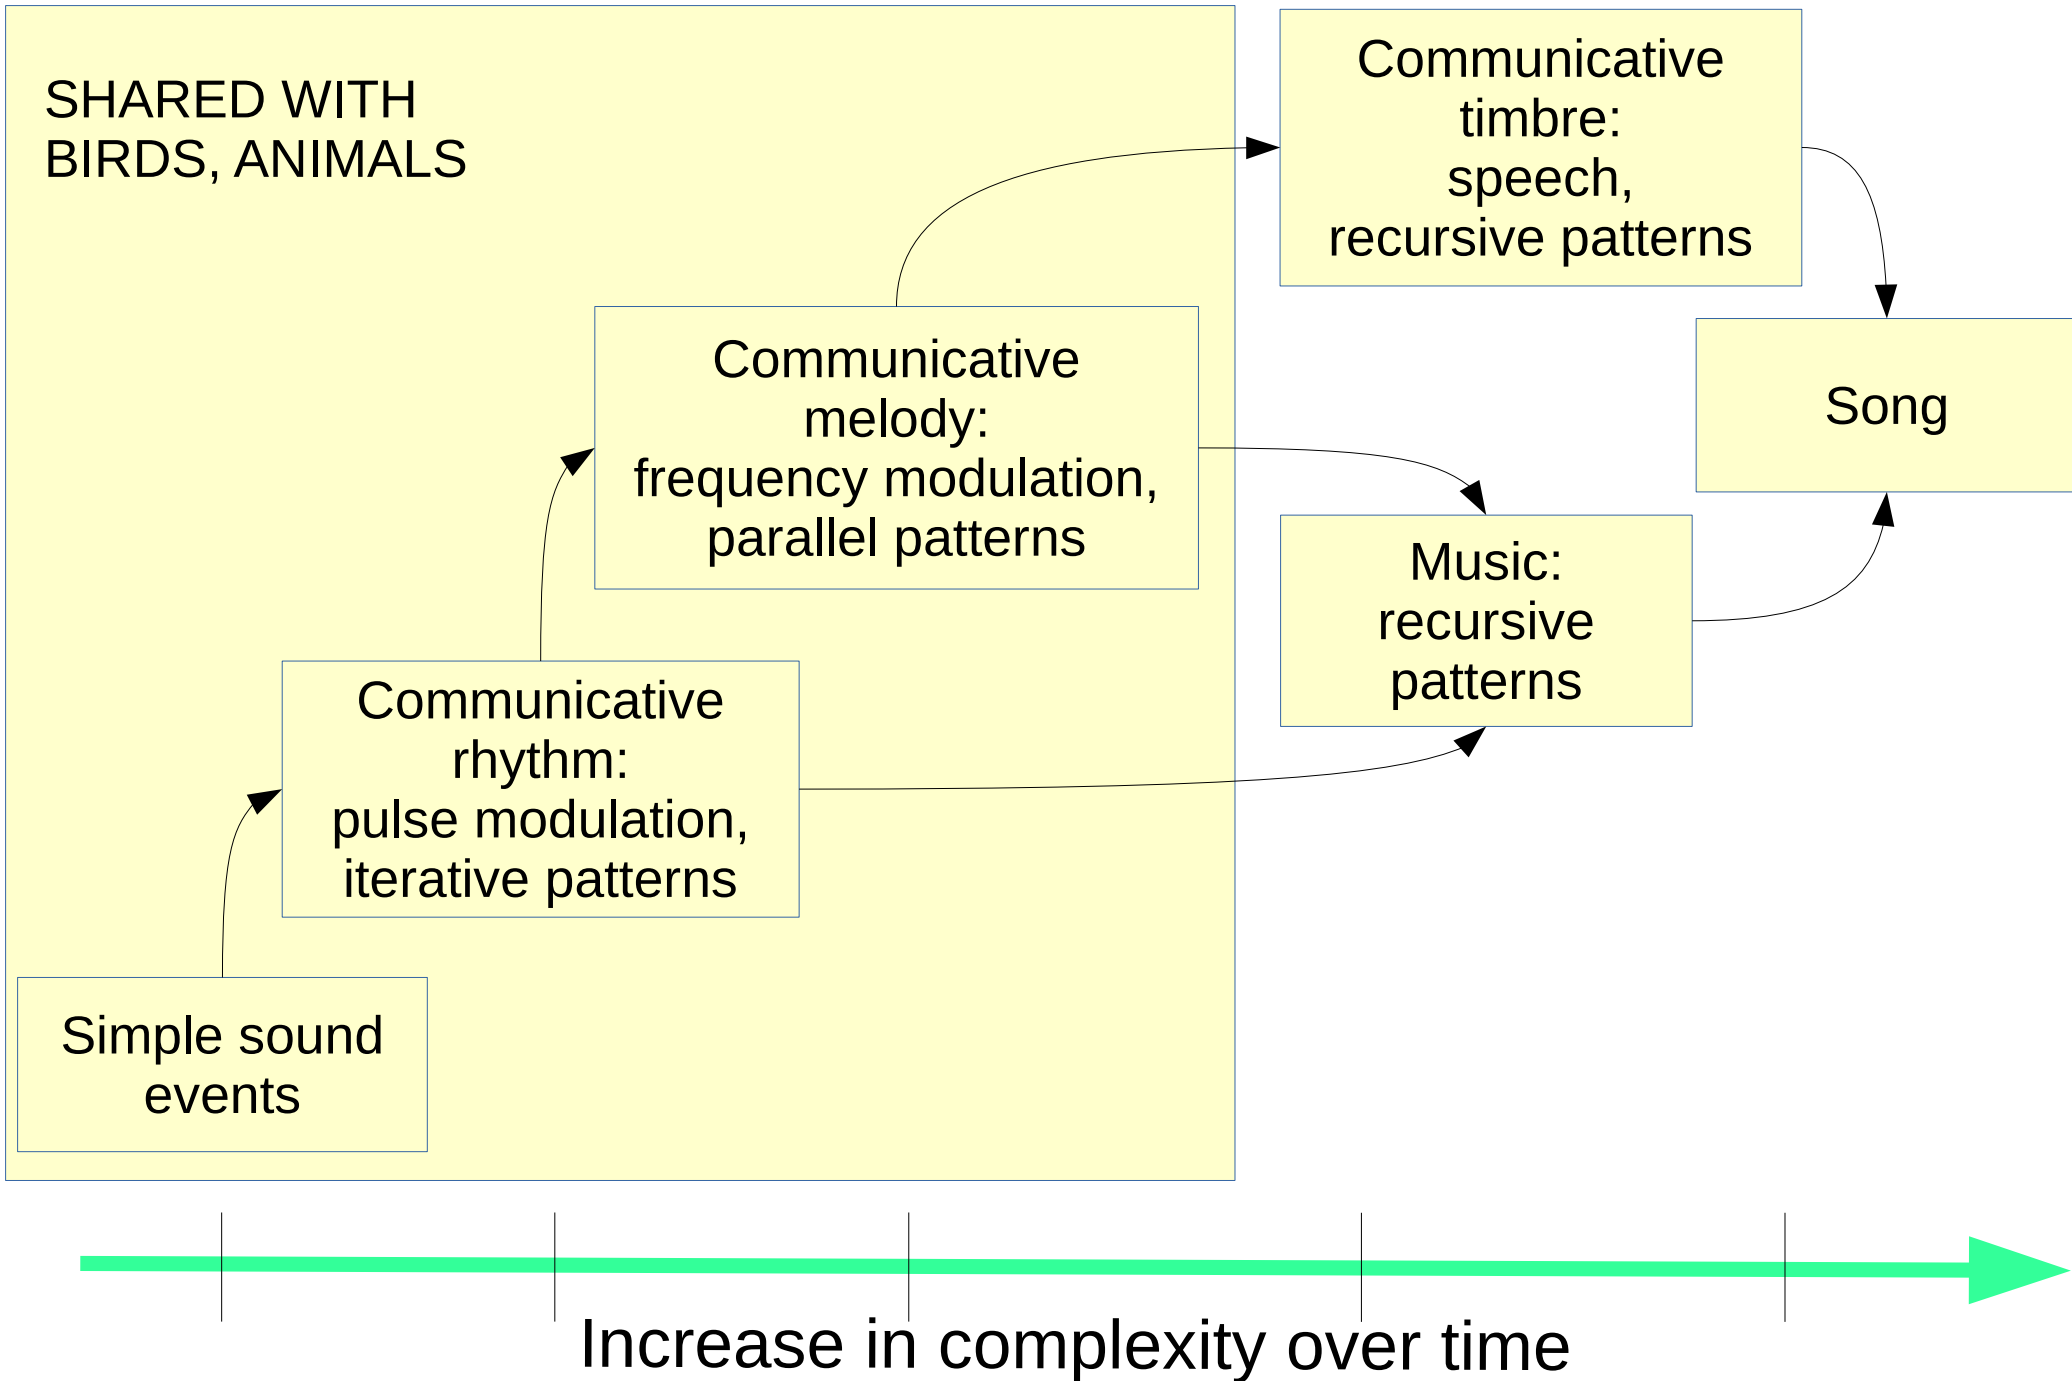 SHARED WITH
BIRDS, ANIMALS
Communicative
timbre:
speech,
recursive patterns
Communicative
melody:
frequency modulation,
parallel patterns
Song
Music:
recursive
patterns
Communicative
rhythm:
pulse modulation,
iterative patterns
Simple sound
events
Increase in complexity over time